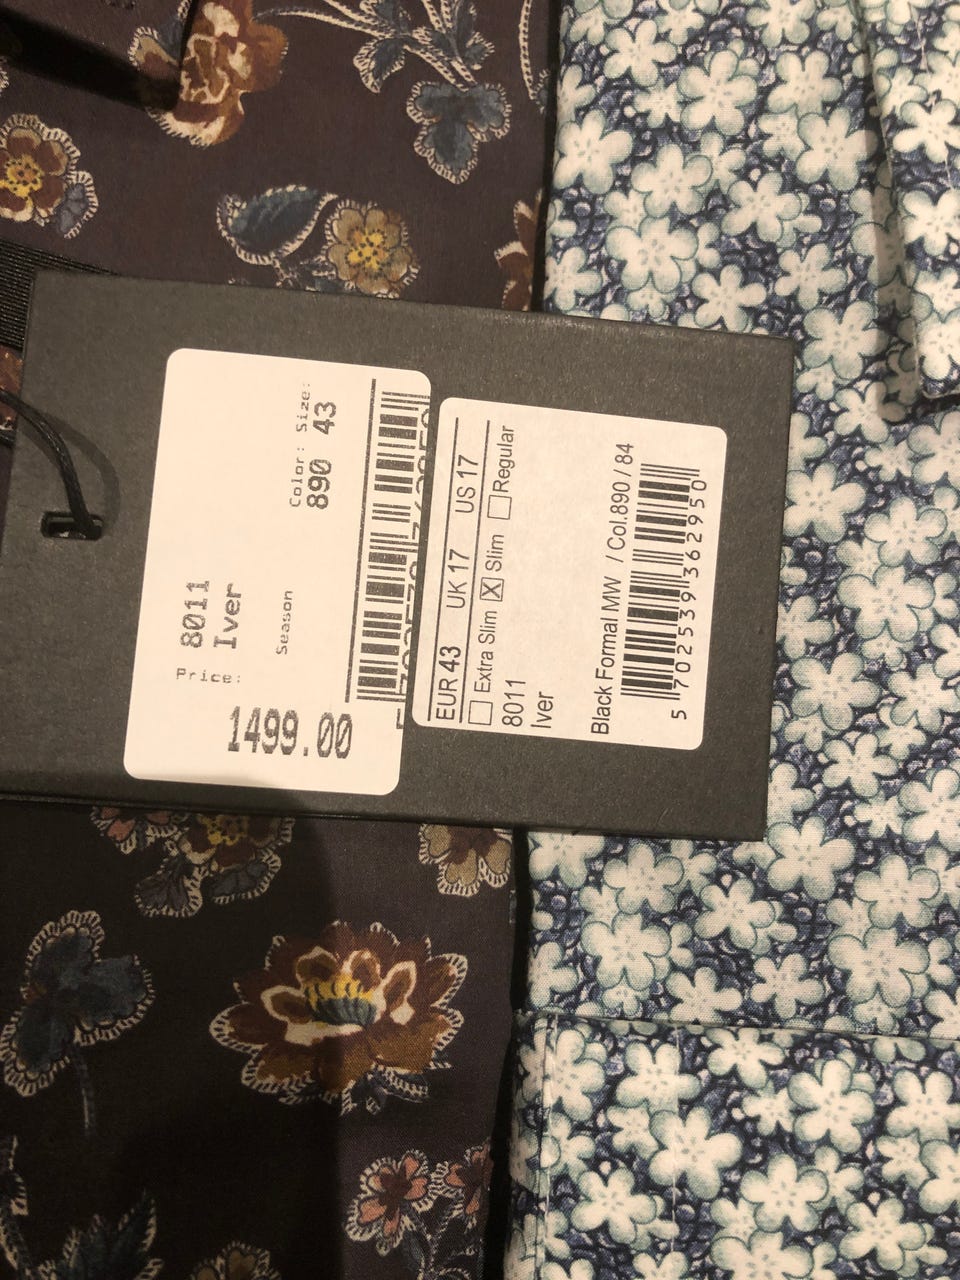 Color: Size:
890 43
8011
Iver
Season
Price:
1499.00
EUR 43 UK 17 US 17
Extra Slim X Slim Regular
8011
Iver
Black Formal MW / Col.890 / 84
5 702539 362950